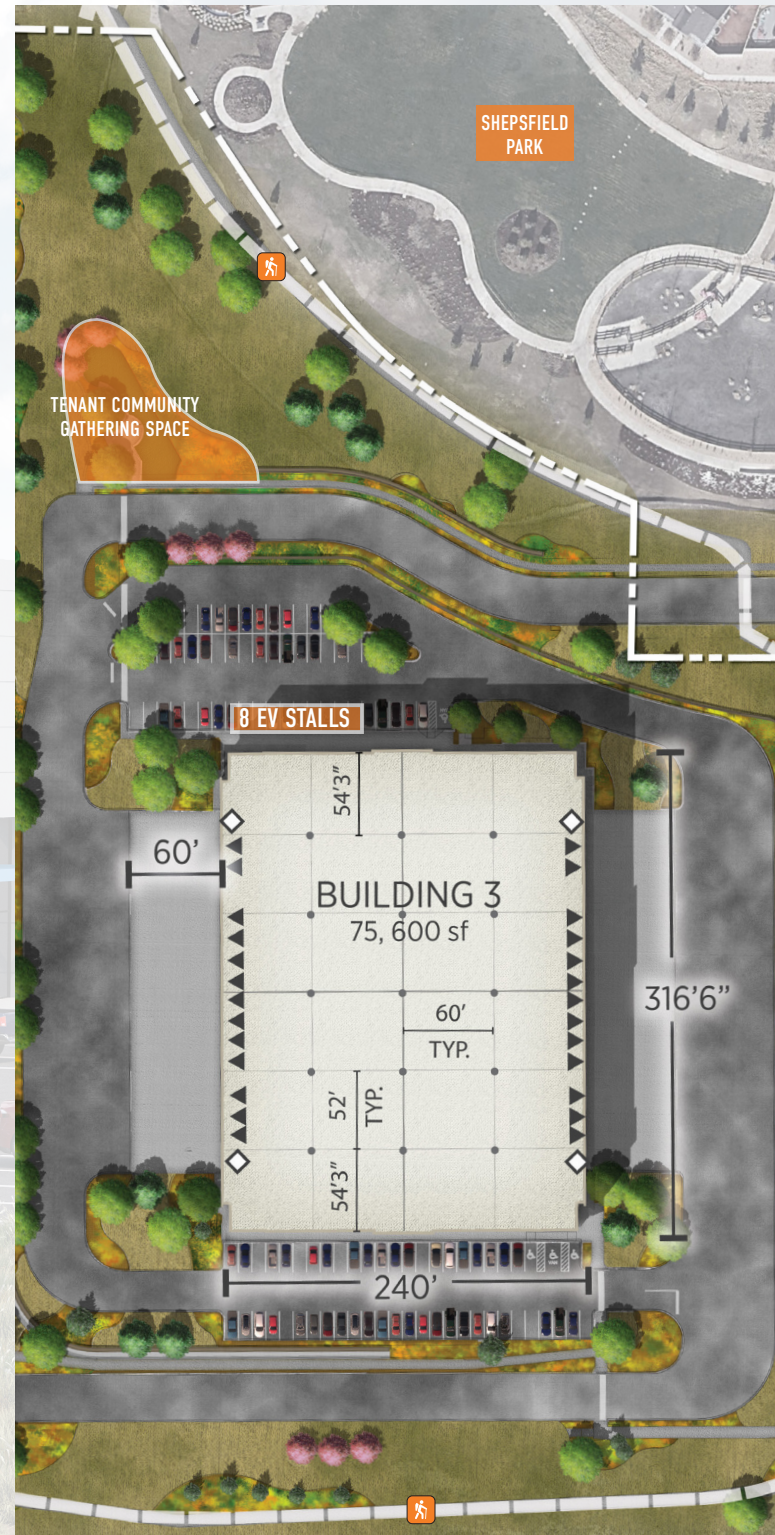 SHEPSFIELD
PARK
TENANT COMMUNITY
GATHERING SPACE
8 EV STALLS
54'3"
60'
BUILDING 3
75, 600 sf
316'6"
60'
TYP.
52'
TYP.
54'3"
240'